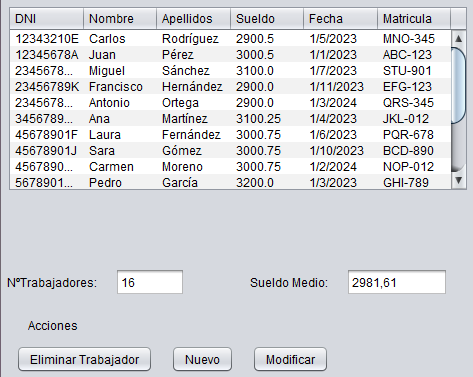 DNI Nombre Apellidos Sueldo Fecha Matricula
12343210E Carlos Rodríguez 2900.5 1/5/2023 MNO-345
12345678A Juan Pérez 3000.5 1/1/2023 ABC-123
2345678... Miguel Sánchez 3100.0 1/7/2023 STU-901
23456789K Francisco Hernández 2900.0 1/11/2023 EFG-123
2345678... Antonio Ortega 2900.0 1/3/2024 QRS-345
3456789... Ana Martínez 3100.25 1/4/2023 JKL-012
45678901F Laura Fernández 3000.75 1/6/2023 PQR-678
45678901J Sara Gómez 3000.75 1/10/2023 BCD-890
4567890... Carmen Moreno 3000.75 1/2/2024 NOP-012
5678901... Pedro García 3200.0 1/3/2023 GHI-789
NºTrabajadores: 16 Sueldo Medio: 2981,61
Acciones
Eliminar Trabajador Nuevo Modificar